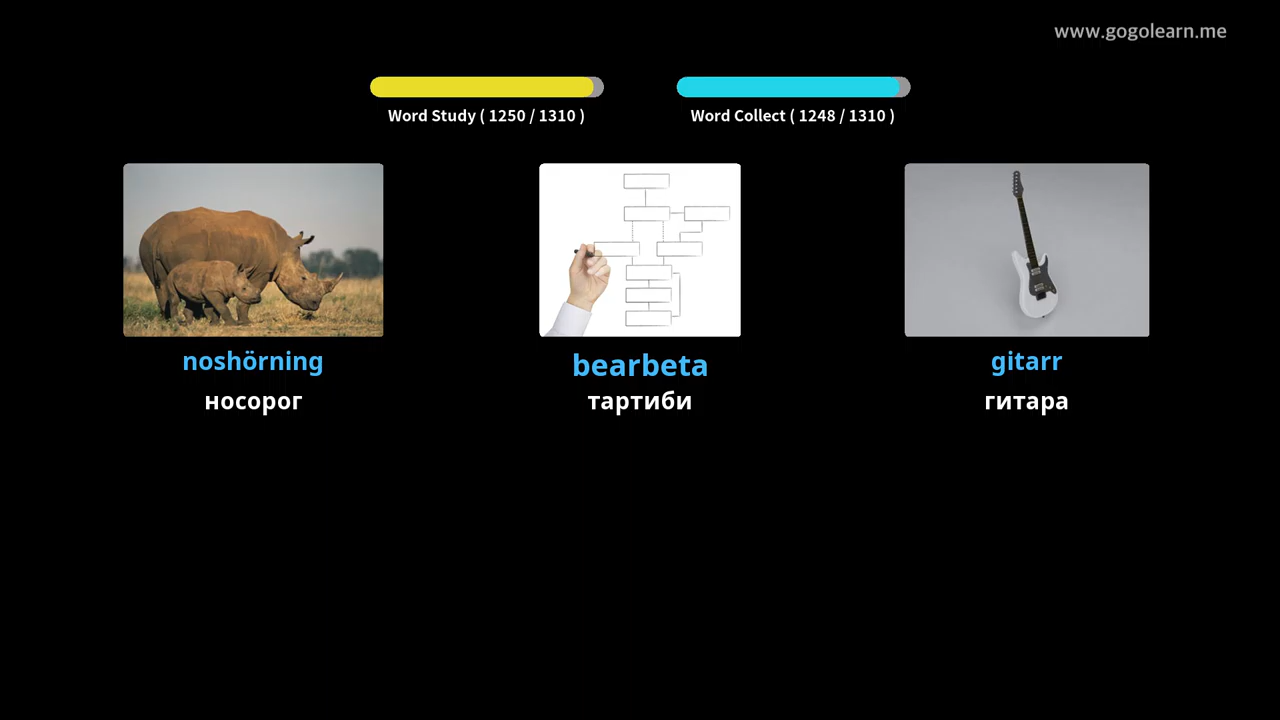 www.gogolearn.me
Word Study ( 1250 / 1310 )
Word Collect ( 1248 / 1310 )
noshörning
bearbeta
gitarr
носорог
тартиби
гитара